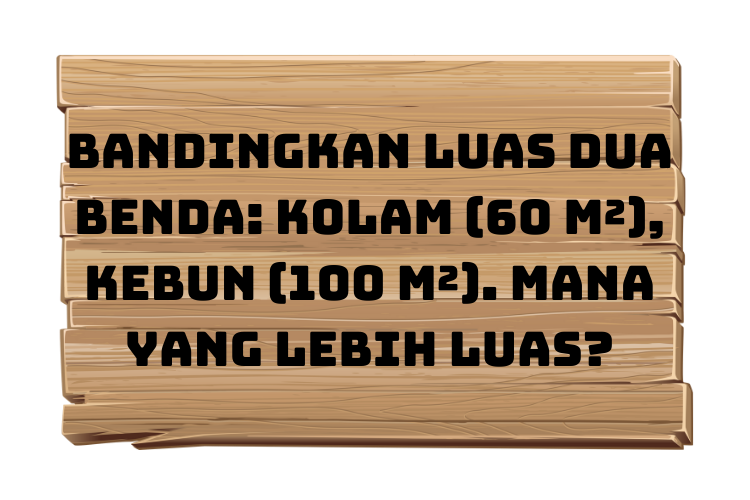 BANDINGKAN LUAS DUA
BENDA: KOLAM (60 M²),
KEBUN (100 M²). MANA
YANG LEBIH LUAS?